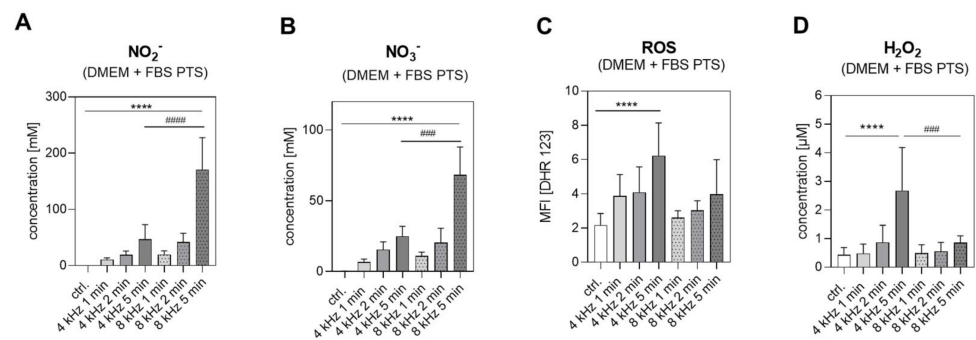 A
NO₂⁻
(DMEM + FBS PTS)
concentration [mM]
300
200
100
0
****
####
ctrl.
4 kHz 1 min
4 kHz 2 min
4 kHz 5 min
8 kHz 1 min
8 kHz 2 min
8 kHz 5 min
B
NO₃⁻
(DMEM + FBS PTS)
concentration [mM]
100
50
0
****
###
ctrl.
4 kHz 1 min
4 kHz 2 min
4 kHz 5 min
8 kHz 1 min
8 kHz 2 min
8 kHz 5 min
C
ROS
(DMEM + FBS PTS)
MFI [DHR 123]
10
8
6
4
2
0
****
ctrl.
4 kHz 1 min
4 kHz 2 min
4 kHz 5 min
8 kHz 1 min
8 kHz 2 min
8 kHz 5 min
D
H₂O₂
(DMEM + FBS PTS)
concentration [µM]
6
4
2
0
****
###
ctrl.
4 kHz 1 min
4 kHz 2 min
4 kHz 5 min
8 kHz 1 min
8 kHz 2 min
8 kHz 5 min